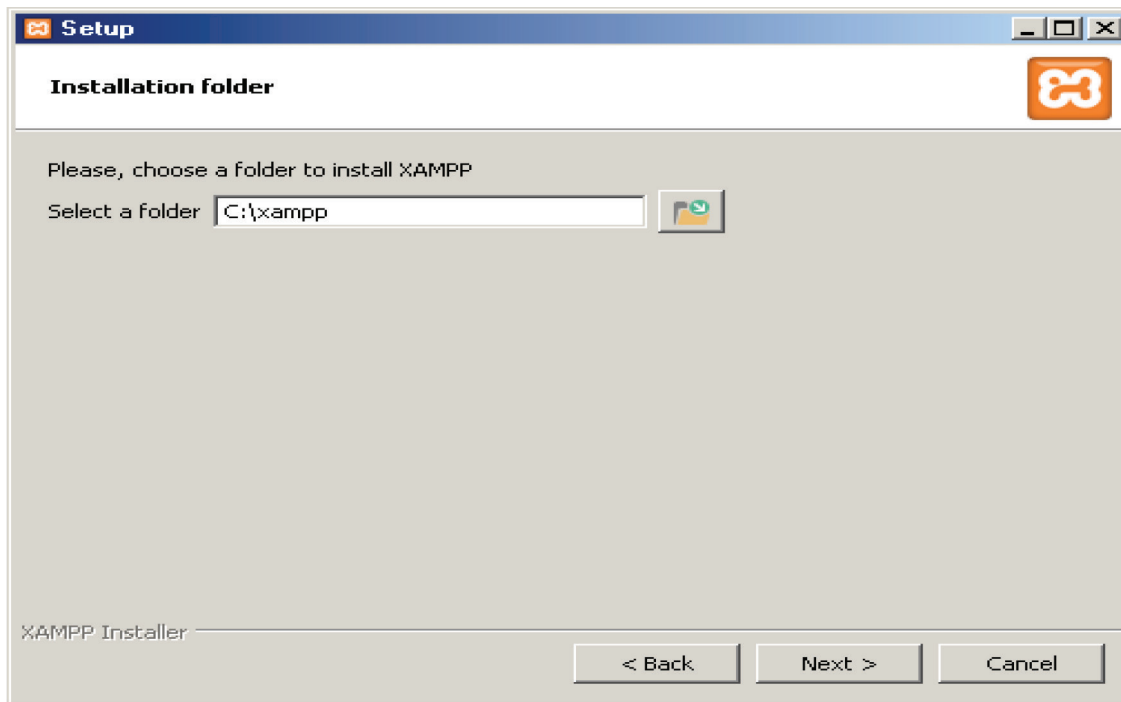 Setup
Installation folder
Please, choose a folder to install XAMPP
Select a folder C:\xampp
XAMPP Installer
< Back Next > Cancel